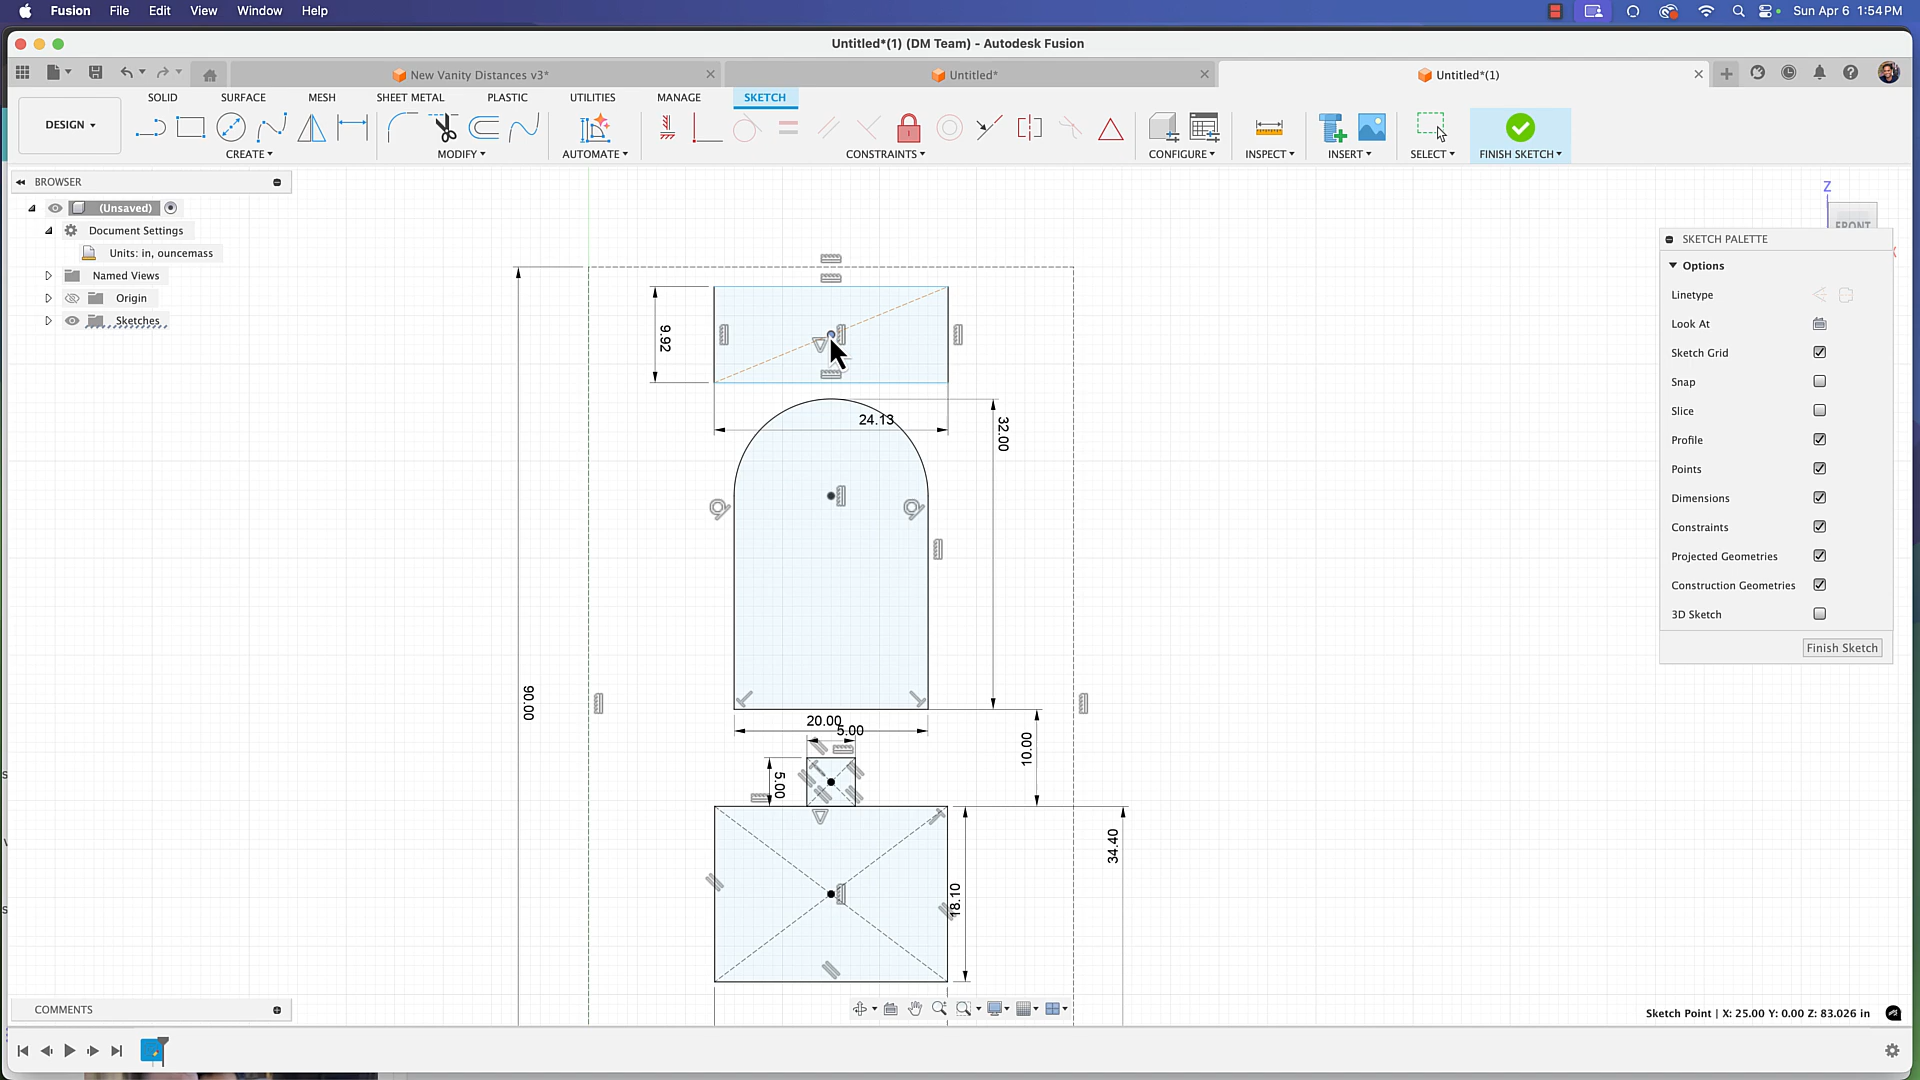 Fusion File Edit View Window Help Sun Apr 6 1:54 PM
Untitled*(1) (DM Team) - Autodesk Fusion
New Vanity Distances v3* Untitled* Untitled*(1)
SOLID SURFACE MESH SHEET METAL PLASTIC UTILITIES MANAGE SKETCH
DESIGN
CREATE MODIFY AUTOMATE CONSTRAINTS CONFIGURE INSPECT INSERT SELECT FINISH SKETCH
BROWSER
(Unsaved)
Document Settings
Units: in, ouncemass
Named Views
Origin
Sketches
Z
FRONT
X
SKETCH PALETTE
Options
Linetype
Look At
Sketch Grid
Snap
Slice
Profile
Points
Dimensions
Constraints
Projected Geometries
Construction Geometries
3D Sketch
Finish Sketch
9.92
24.13
32.00
90.00
20.00
5.00
10.00
5.00
34.40
18.10
COMMENTS
Sketch Point | X: 25.00 Y: 0.00 Z: 83.026 in